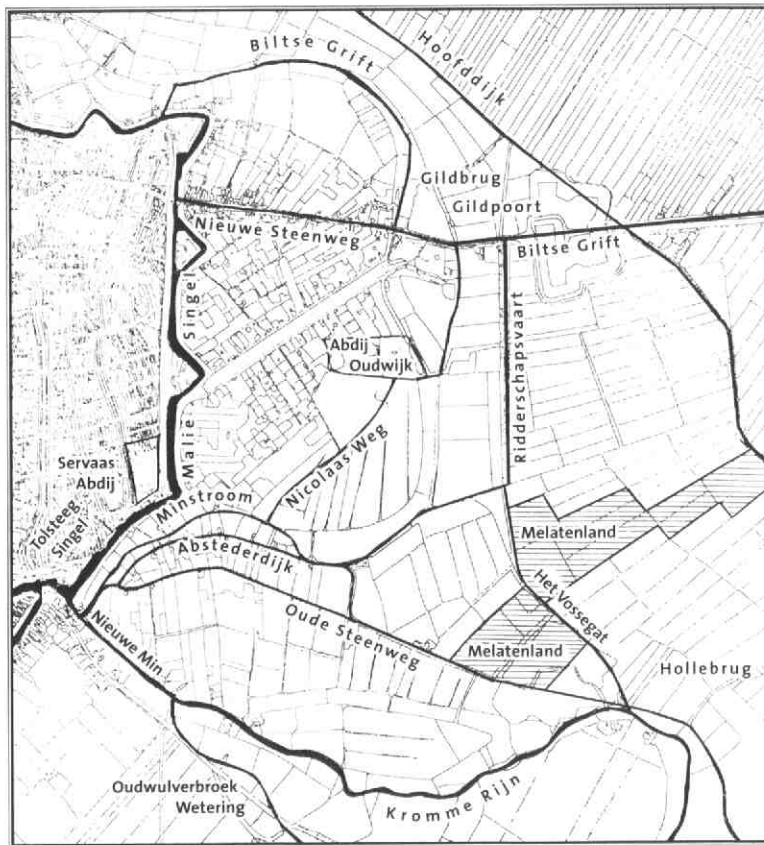 Biltse Grift
Hoofddijk
Gildbrug
Gildpoort
Nieuwe Steenweg
Biltse Grift
Singel
Malie
Abdij
Oudwijk
Ridderschapsvaart
Nicolaas Weg
Servaas
Abdij
Tolsteeg
Singel
Minstroom
Abstederdijk
Melatenland
Het Vossegat
Oude Steenweg
Melatenland
Nieuwe Min
Hollebrug
Oudwulverbroek
Wetering
Kromme Rijn